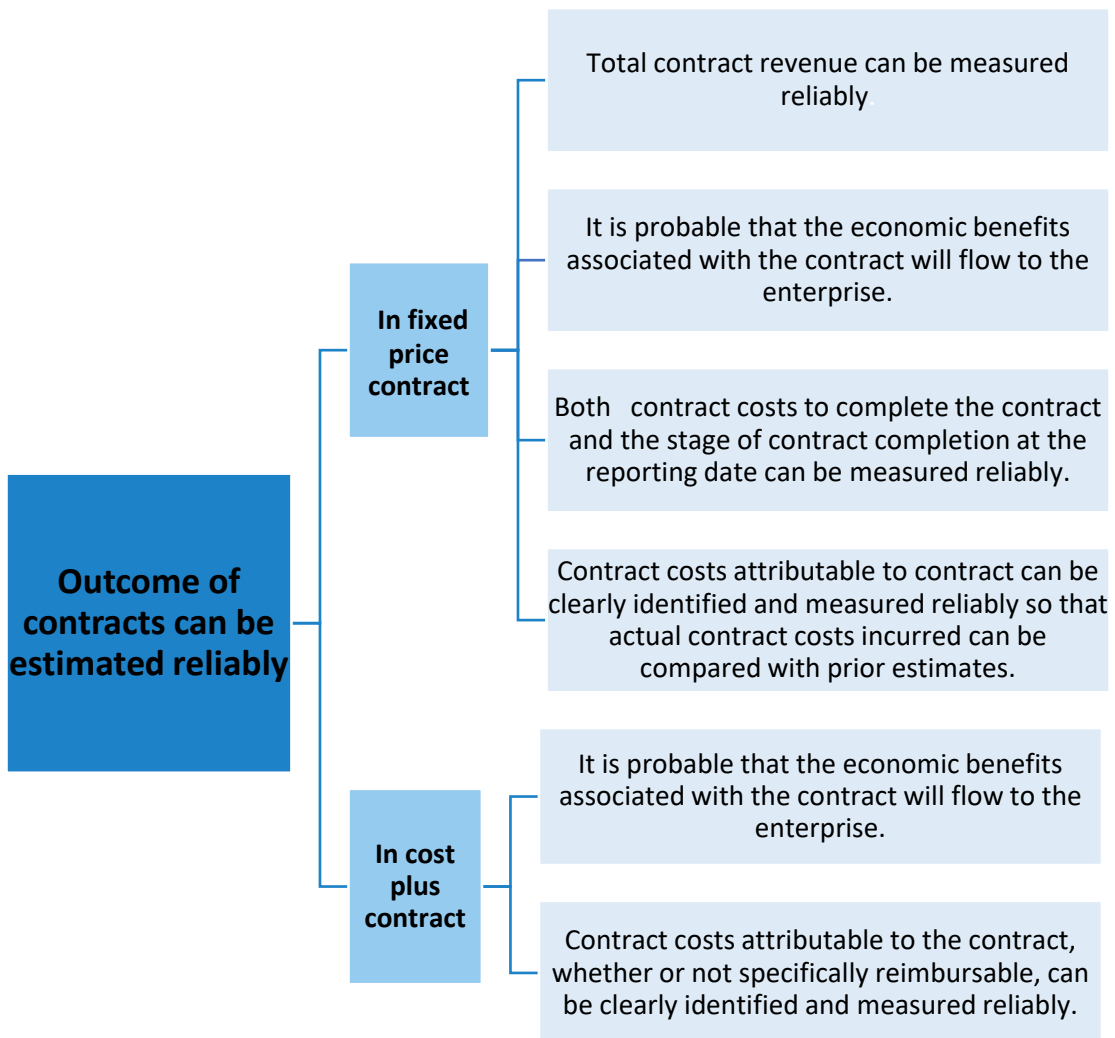 Outcome of
contracts can be
estimated reliably
In fixed
price
contract
Total contract revenue can be measured
reliably.
It is probable that the economic benefits
associated with the contract will flow to the
enterprise.
Both   contract costs to complete the contract
and the stage of contract completion at the
reporting date can be measured reliably.
Contract costs attributable to contract can be
clearly identified and measured reliably so that
actual contract costs incurred can be
compared with prior estimates.
In cost
plus
contract
It is probable that the economic benefits
associated with the contract will flow to the
enterprise.
Contract costs attributable to the contract,
whether or not specifically reimbursable, can
be clearly identified and measured reliably.